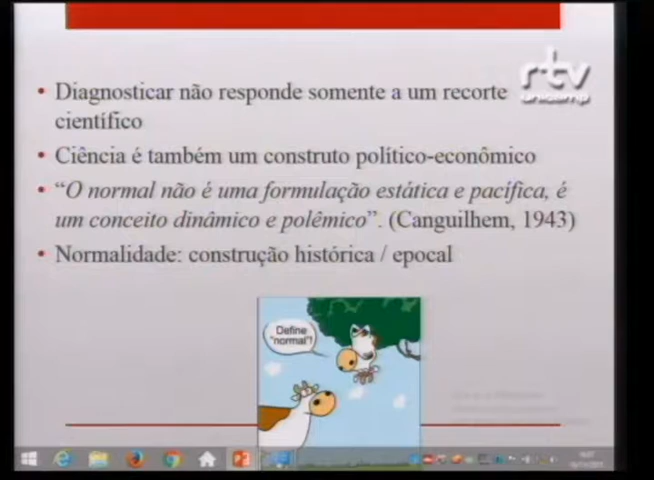 rtv
unicamp
• Diagnosticar não responde somente a um recorte
científico
• Ciência é também um construto político-econômico
• “O normal não é uma formulação estática e pacífica, é
um conceito dinâmico e polêmico”. (Canguilhem, 1943)
• Normalidade: construção histórica / epocal
Define
"normal"!